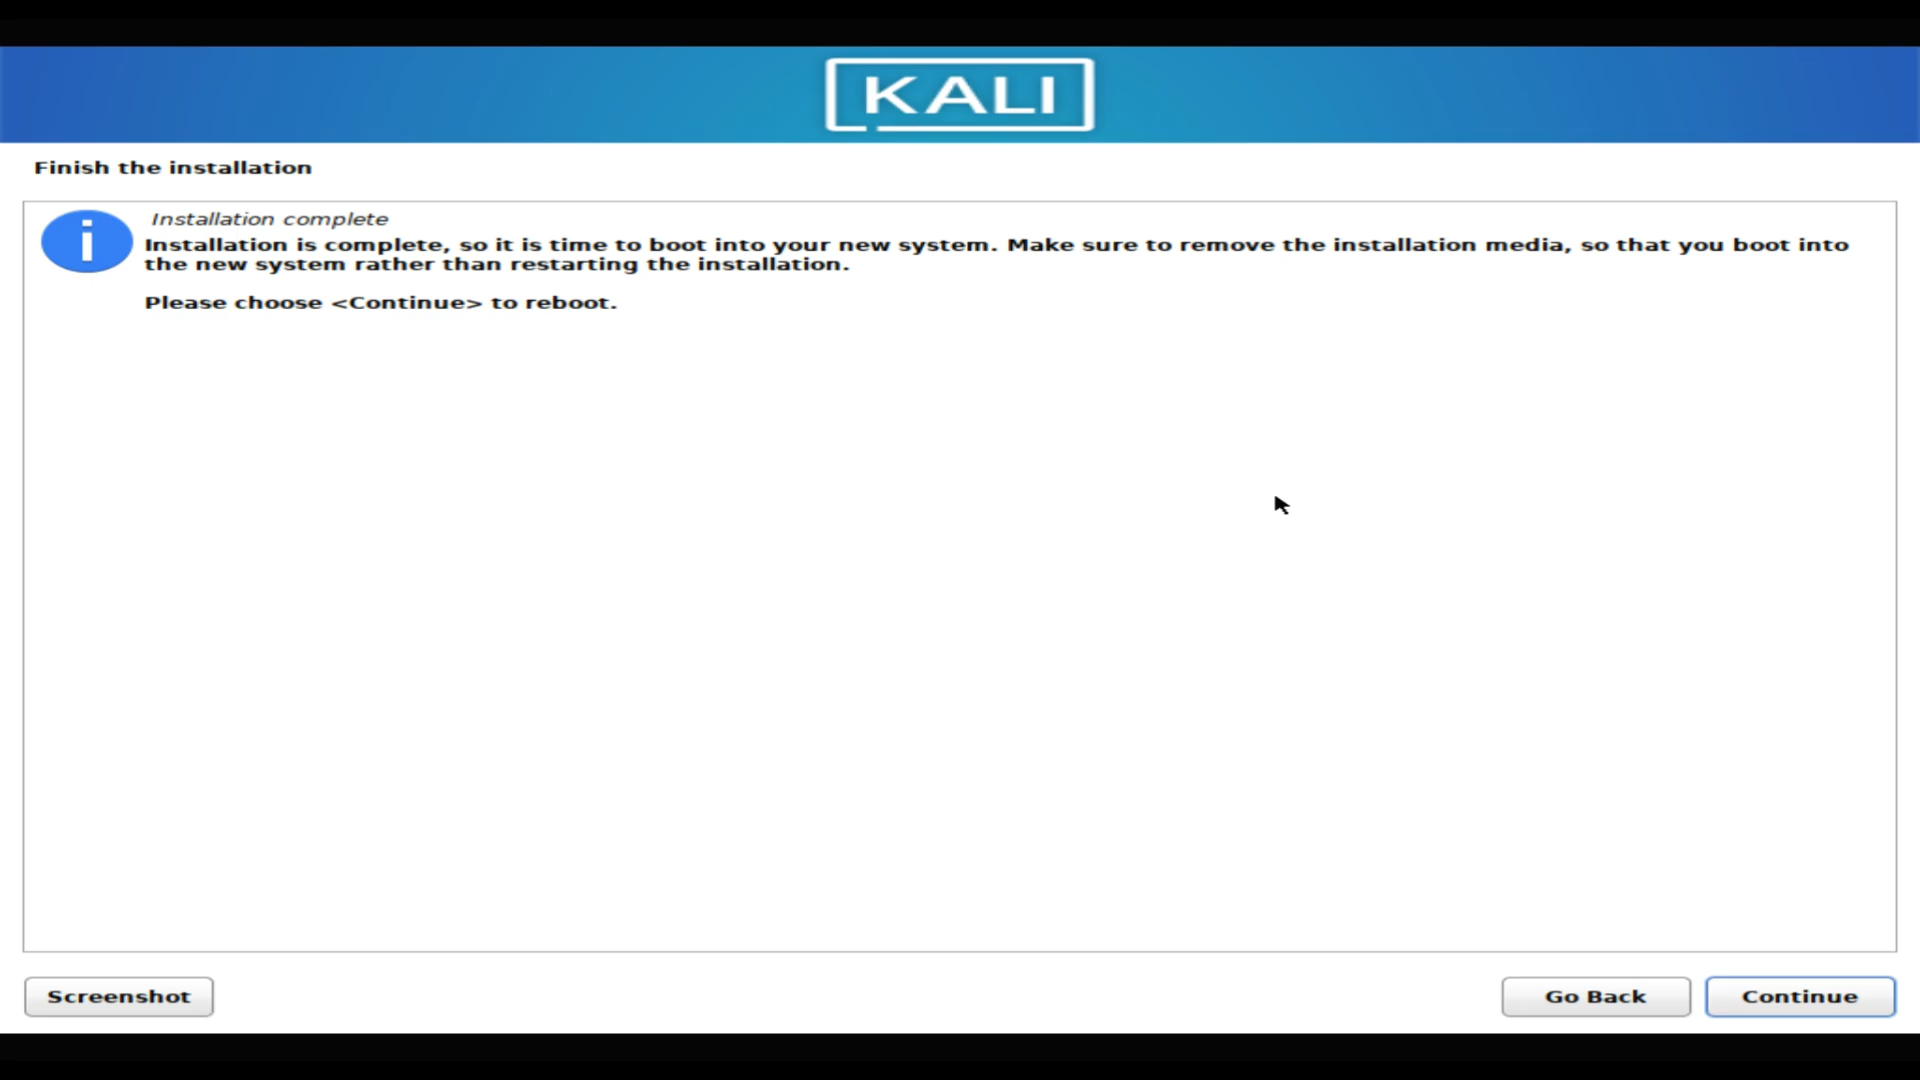 KALI
Finish the installation
Installation complete
Installation is complete, so it is time to boot into your new system. Make sure to remove the installation media, so that you boot into
the new system rather than restarting the installation.
Please choose <Continue> to reboot.
Screenshot
Go Back
Continue